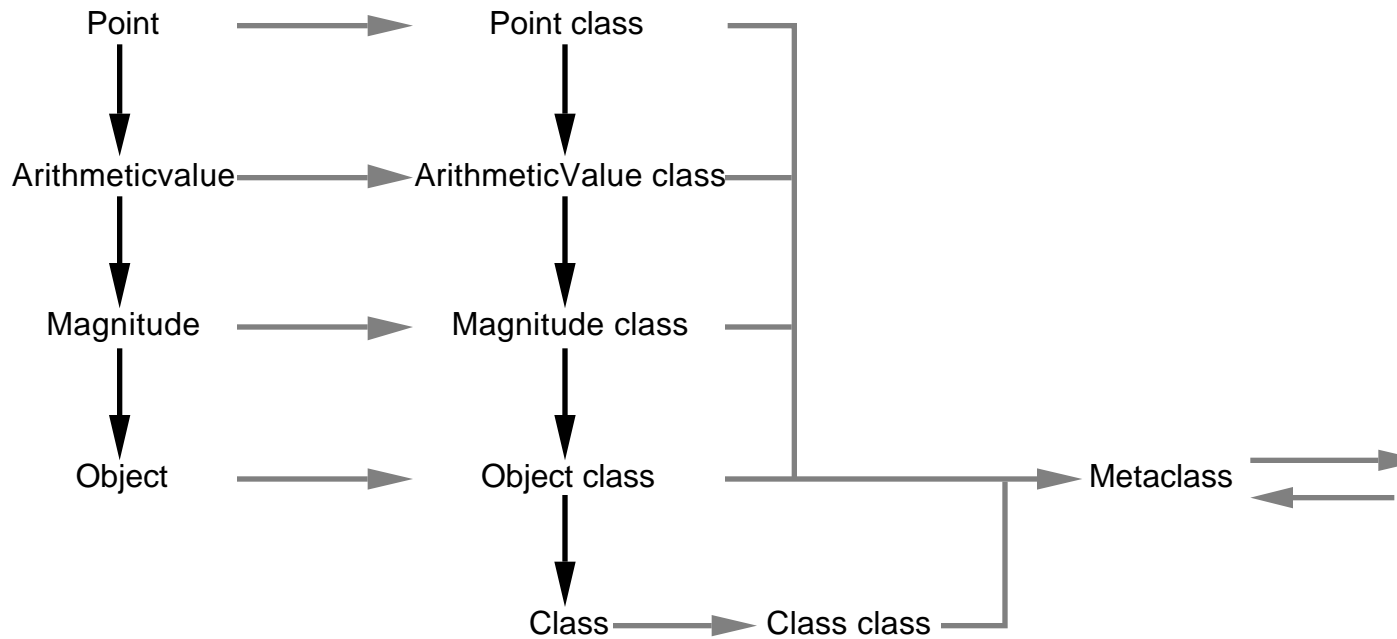 Point
Point class
Arithmeticvalue
ArithmeticValue class
Magnitude
Magnitude class
Object
Object class
Metaclass
Class
Class class